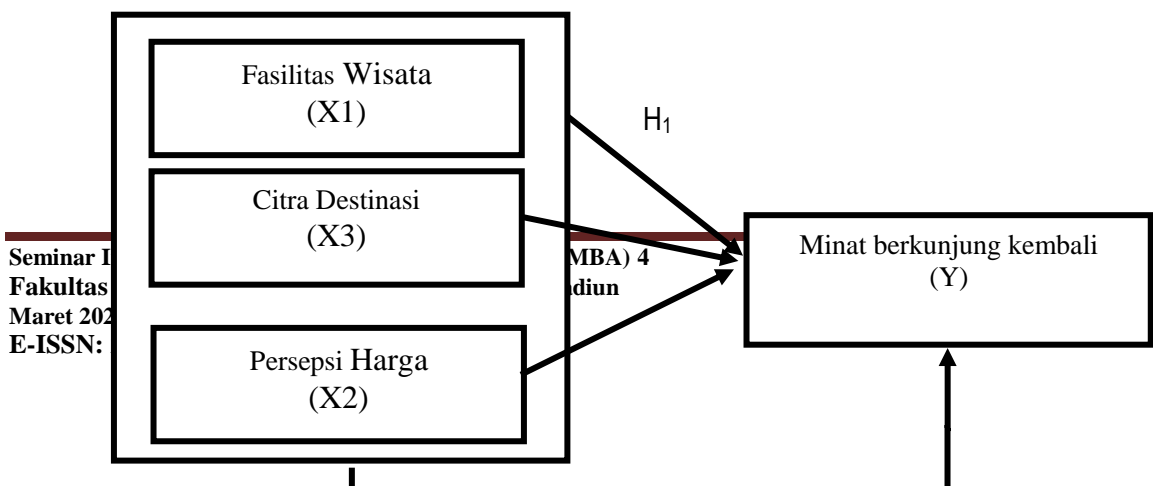 Fasilitas Wisata
(X1)
H₁
Citra Destinasi
(X3)
Minat berkunjung kembali
(Y)
Seminar
MBA) 4
Fakultas
Maret 202
E-ISSN:
Persepsi Harga
(X2)